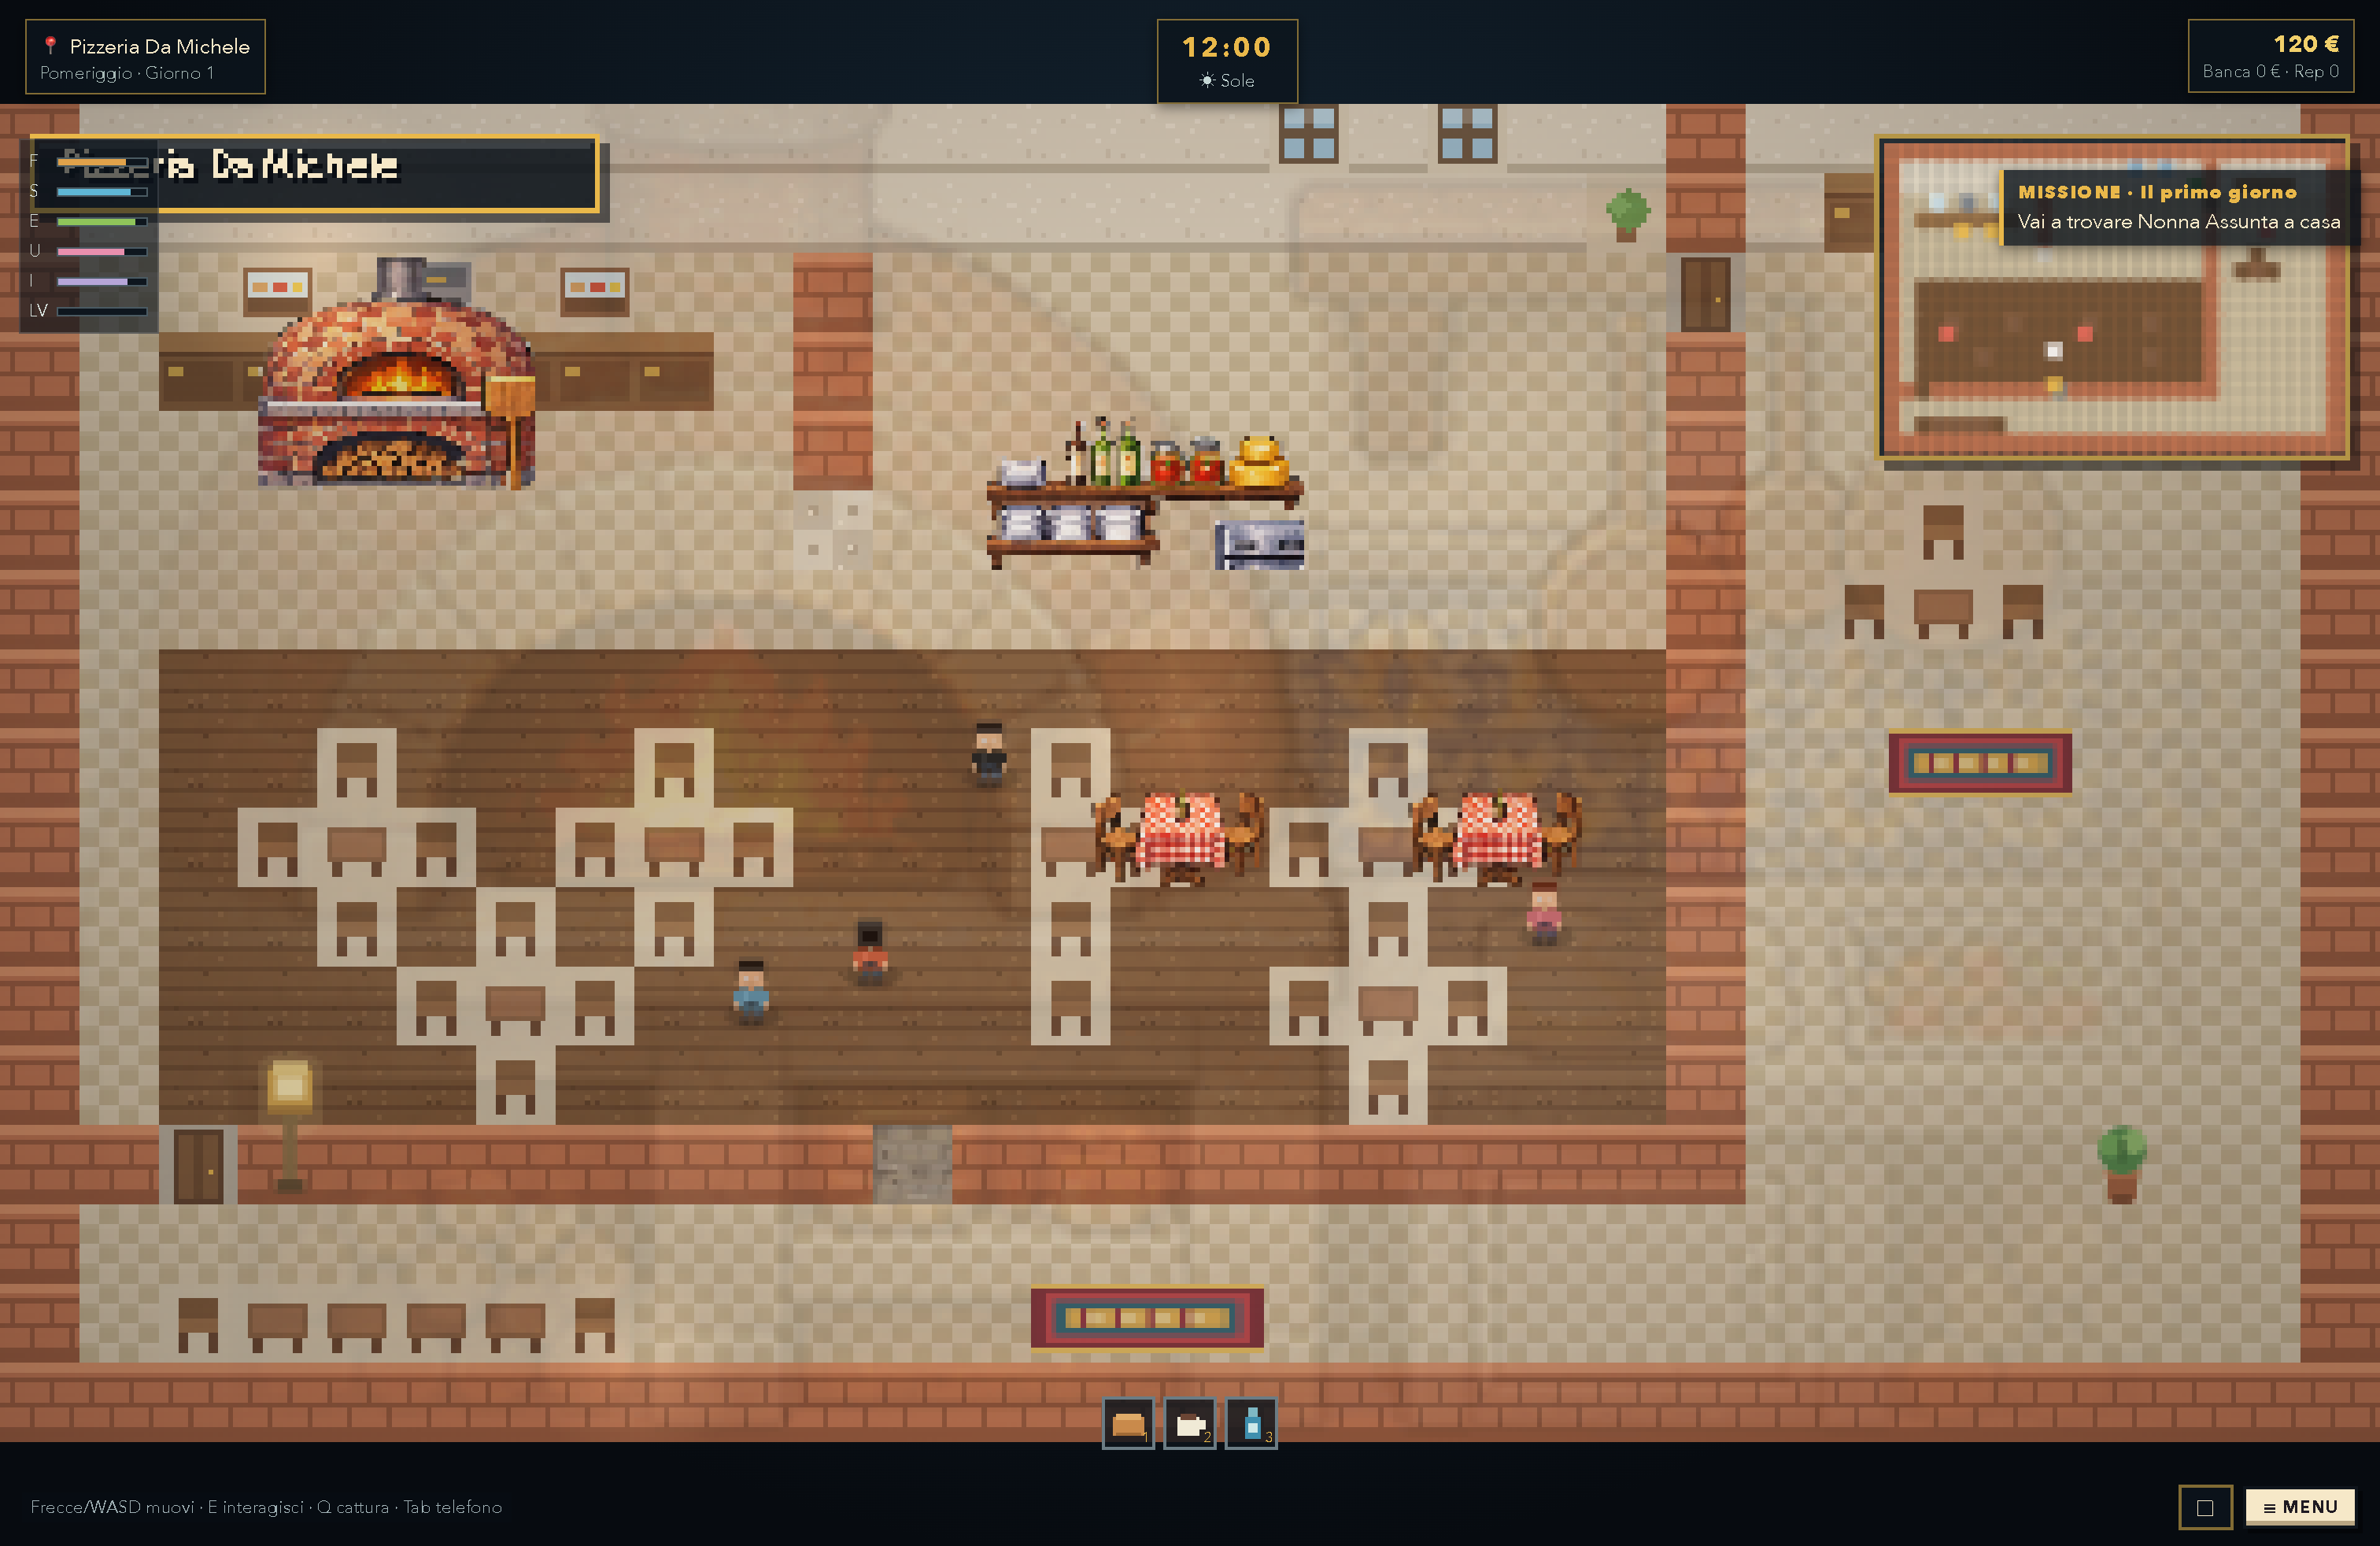 Pizzeria Da Michele
Pomeriggio · Giorno 1
12:00
Sole
120 €
Banca 0 € · Rep 0
Da Michele
MISSIONE · Il primo giorno
Vai a trovare Nonna Assunta a casa
F
S
E
U
I
LV
1
2
3
Frecce/WASD muovi · E interagisci · Q cattura · Tab telefono
≡ MENU